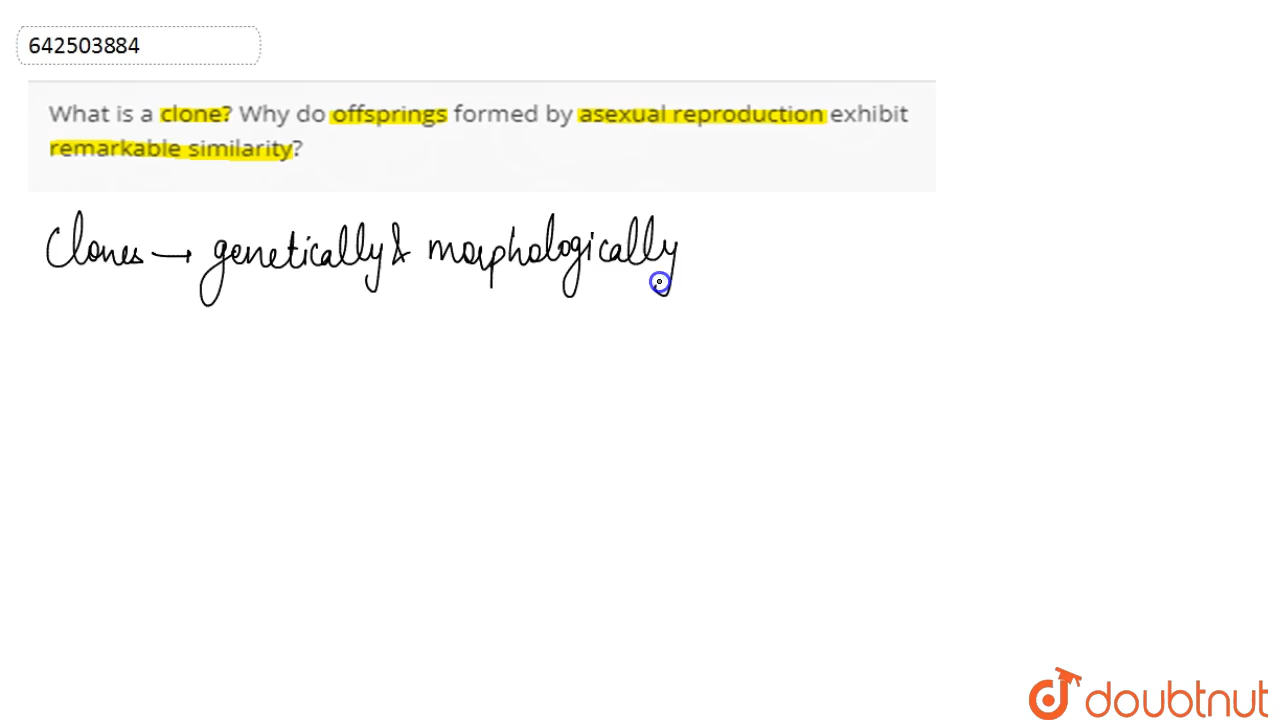 642503884
What is a clone? Why do offsprings formed by asexual reproduction exhibit
remarkable similarity?
Clones → genetically & morphologically
doubtnut